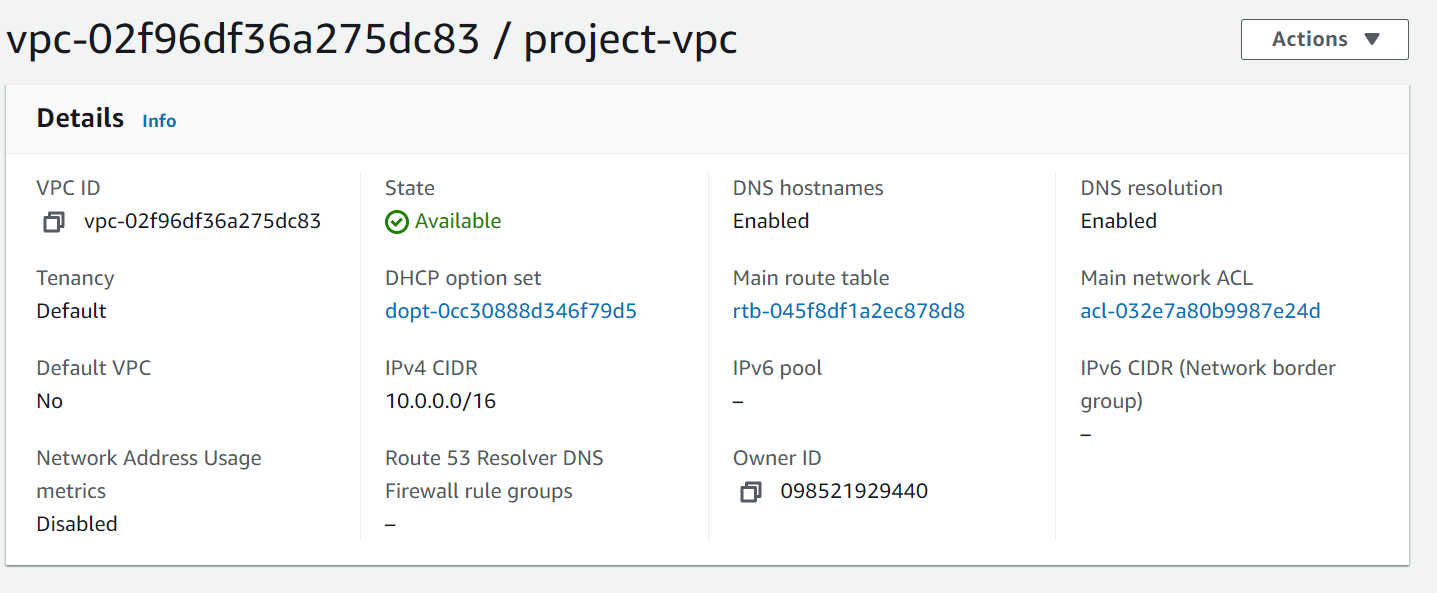 vpc-02f96df36a275dc83 / project-vpc
Actions
Details Info
VPC ID
vpc-02f96df36a275dc83
State
Available
DNS hostnames
Enabled
DNS resolution
Enabled
Tenancy
Default
DHCP option set
dopt-0cc30888d346f79d5
Main route table
rtb-045f8df1a2ec878d8
Main network ACL
acl-032e7a80b9987e24d
Default VPC
No
IPv4 CIDR
10.0.0.0/16
IPv6 pool
–
IPv6 CIDR (Network border
group)
–
Network Address Usage
metrics
Disabled
Route 53 Resolver DNS
Firewall rule groups
–
Owner ID
098521929440